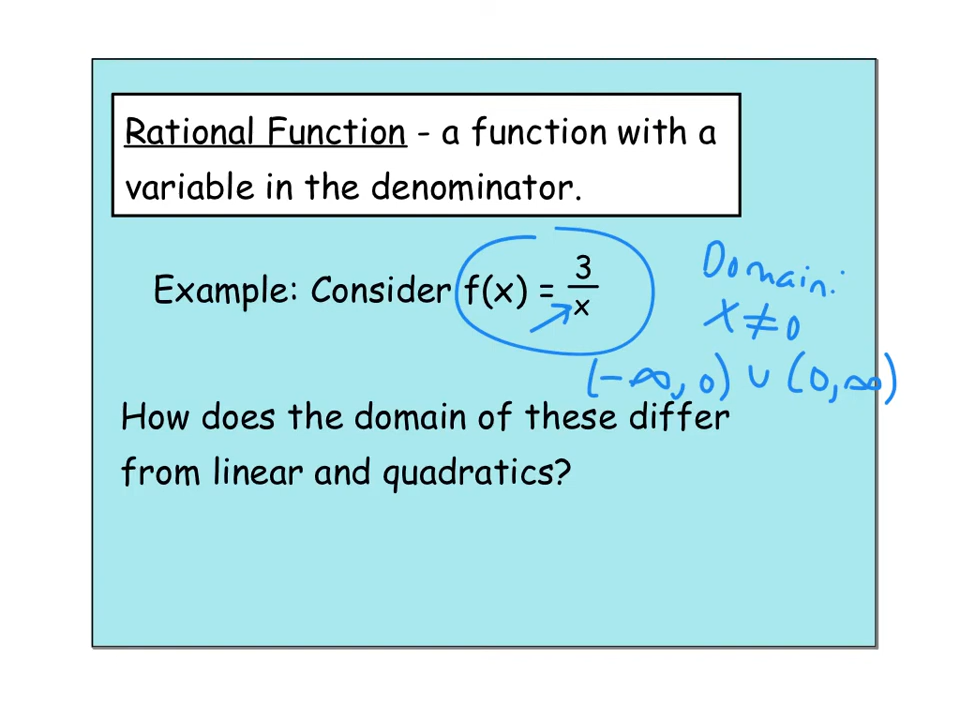 Rational Function - a function with a
variable in the denominator.
Example: Consider f(x) = 3/x
Domain:
x ≠ 0
(-∞, 0) ∪ (0, ∞)
How does the domain of these differ
from linear and quadratics?